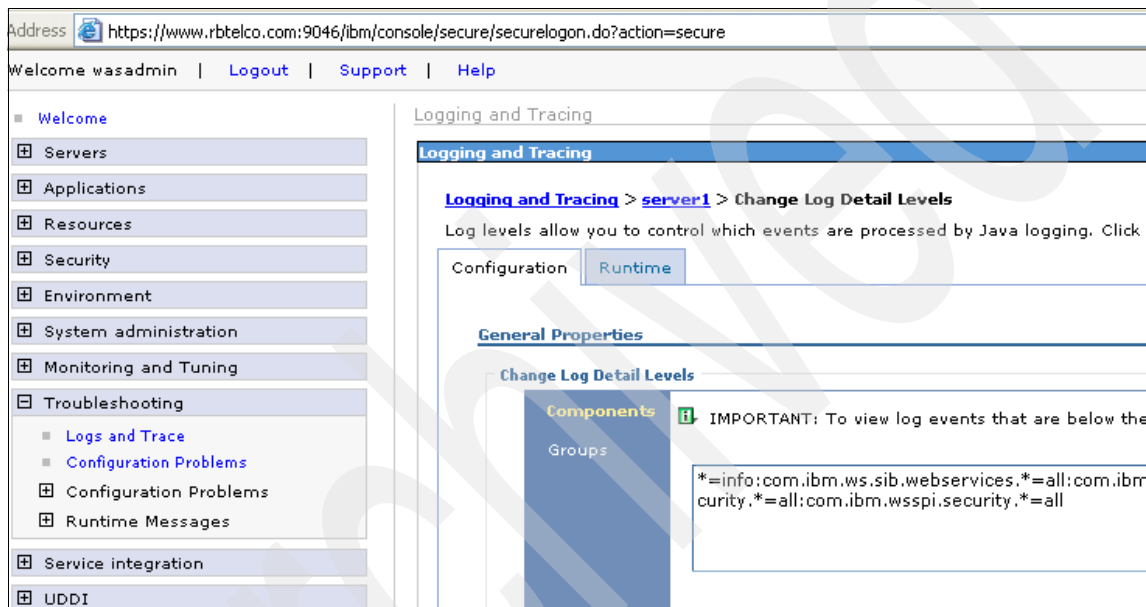 Address https://www.rbtelco.com:9046/ibm/console/secure/securelogon.do?action=secure
Welcome wasadmin | Logout | Support | Help
Welcome
Servers
Applications
Resources
Security
Environment
System administration
Monitoring and Tuning
Troubleshooting
Logs and Trace
Configuration Problems
Configuration Problems
Runtime Messages
Service integration
UDDI
Logging and Tracing
Logging and Tracing
Logging and Tracing > server1 > Change Log Detail Levels
Log levels allow you to control which events are processed by Java logging. Click
Configuration Runtime
General Properties
Change Log Detail Levels
Components
Groups
IMPORTANT: To view log events that are below the
*=info:com.ibm.ws.sib.webservices.*=all:com.ibm
curity.*=all:com.ibm.wsspi.security.*=all